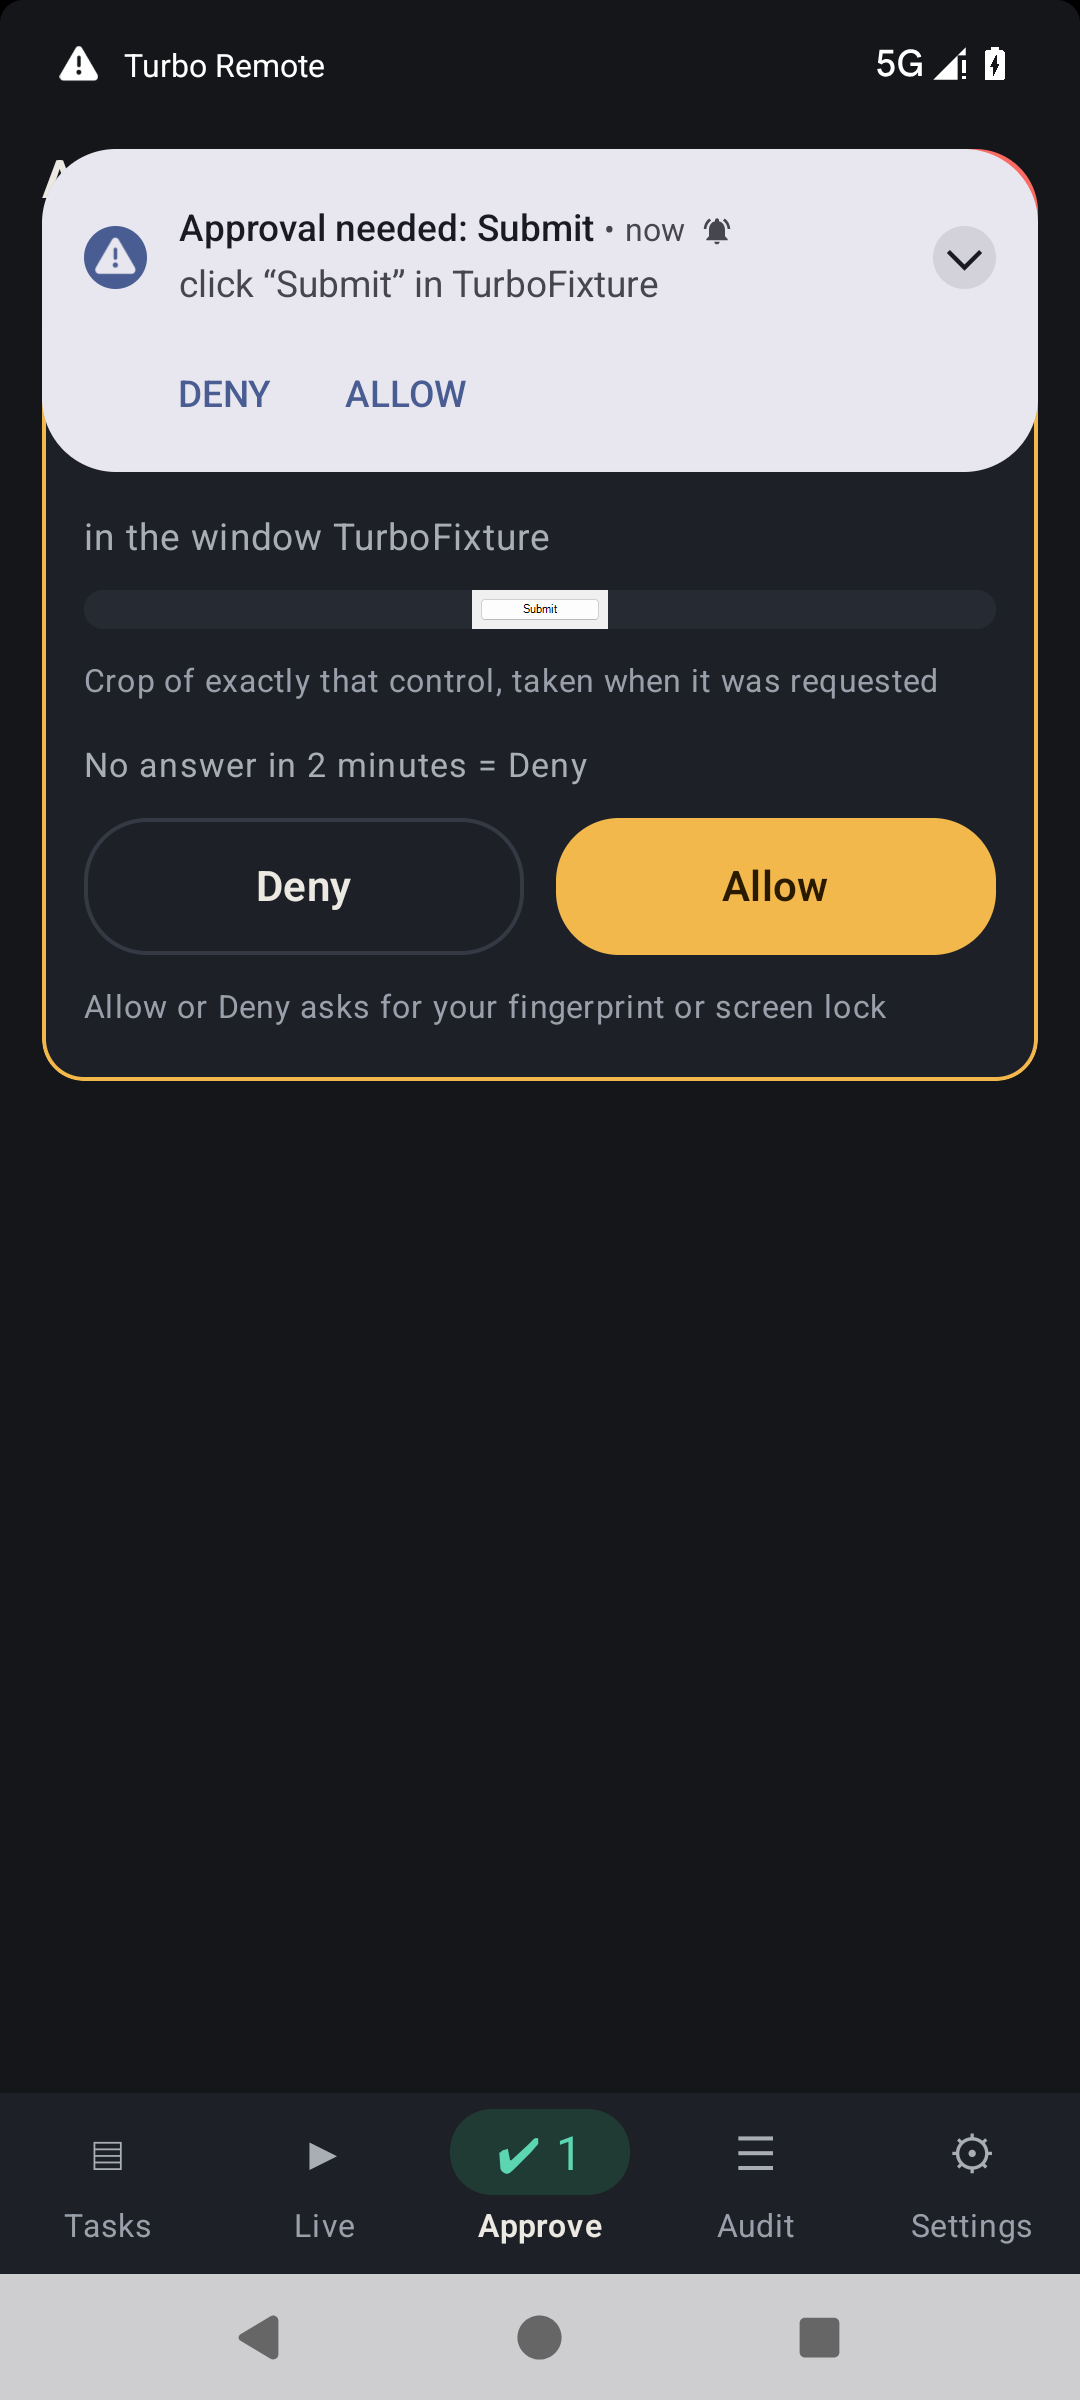 Turbo Remote
5G
Approval needed: Submit • now
click “Submit” in TurboFixture
DENY ALLOW
in the window TurboFixture
Submit
Crop of exactly that control, taken when it was requested
No answer in 2 minutes = Deny
Deny Allow
Allow or Deny asks for your fingerprint or screen lock
1
Tasks Live Approve Audit Settings